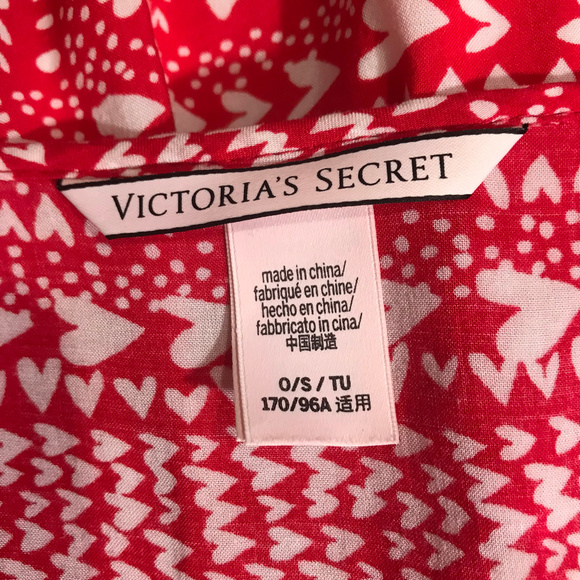 VICTORIA'S SECRET
made in china/
fabriqué en chine/
hecho en china/
fabbricato in cina/
中国制造
O/S / TU
170/96A 适用